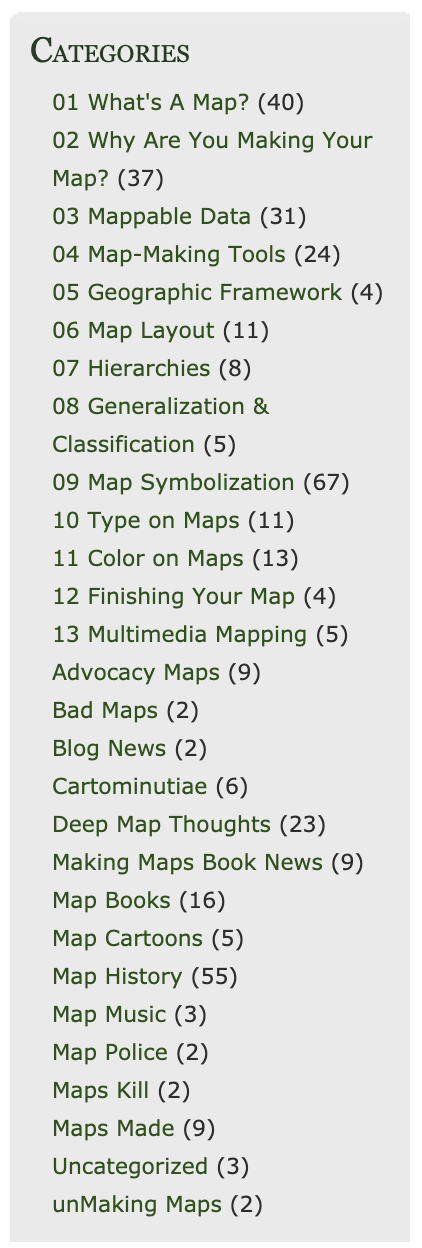 Categories
01 What's A Map? (40)
02 Why Are You Making Your
Map? (37)
03 Mappable Data (31)
04 Map-Making Tools (24)
05 Geographic Framework (4)
06 Map Layout (11)
07 Hierarchies (8)
08 Generalization &
Classification (5)
09 Map Symbolization (67)
10 Type on Maps (11)
11 Color on Maps (13)
12 Finishing Your Map (4)
13 Multimedia Mapping (5)
Advocacy Maps (9)
Bad Maps (2)
Blog News (2)
Cartominutiae (6)
Deep Map Thoughts (23)
Making Maps Book News (9)
Map Books (16)
Map Cartoons (5)
Map History (55)
Map Music (3)
Map Police (2)
Maps Kill (2)
Maps Made (9)
Uncategorized (3)
unMaking Maps (2)